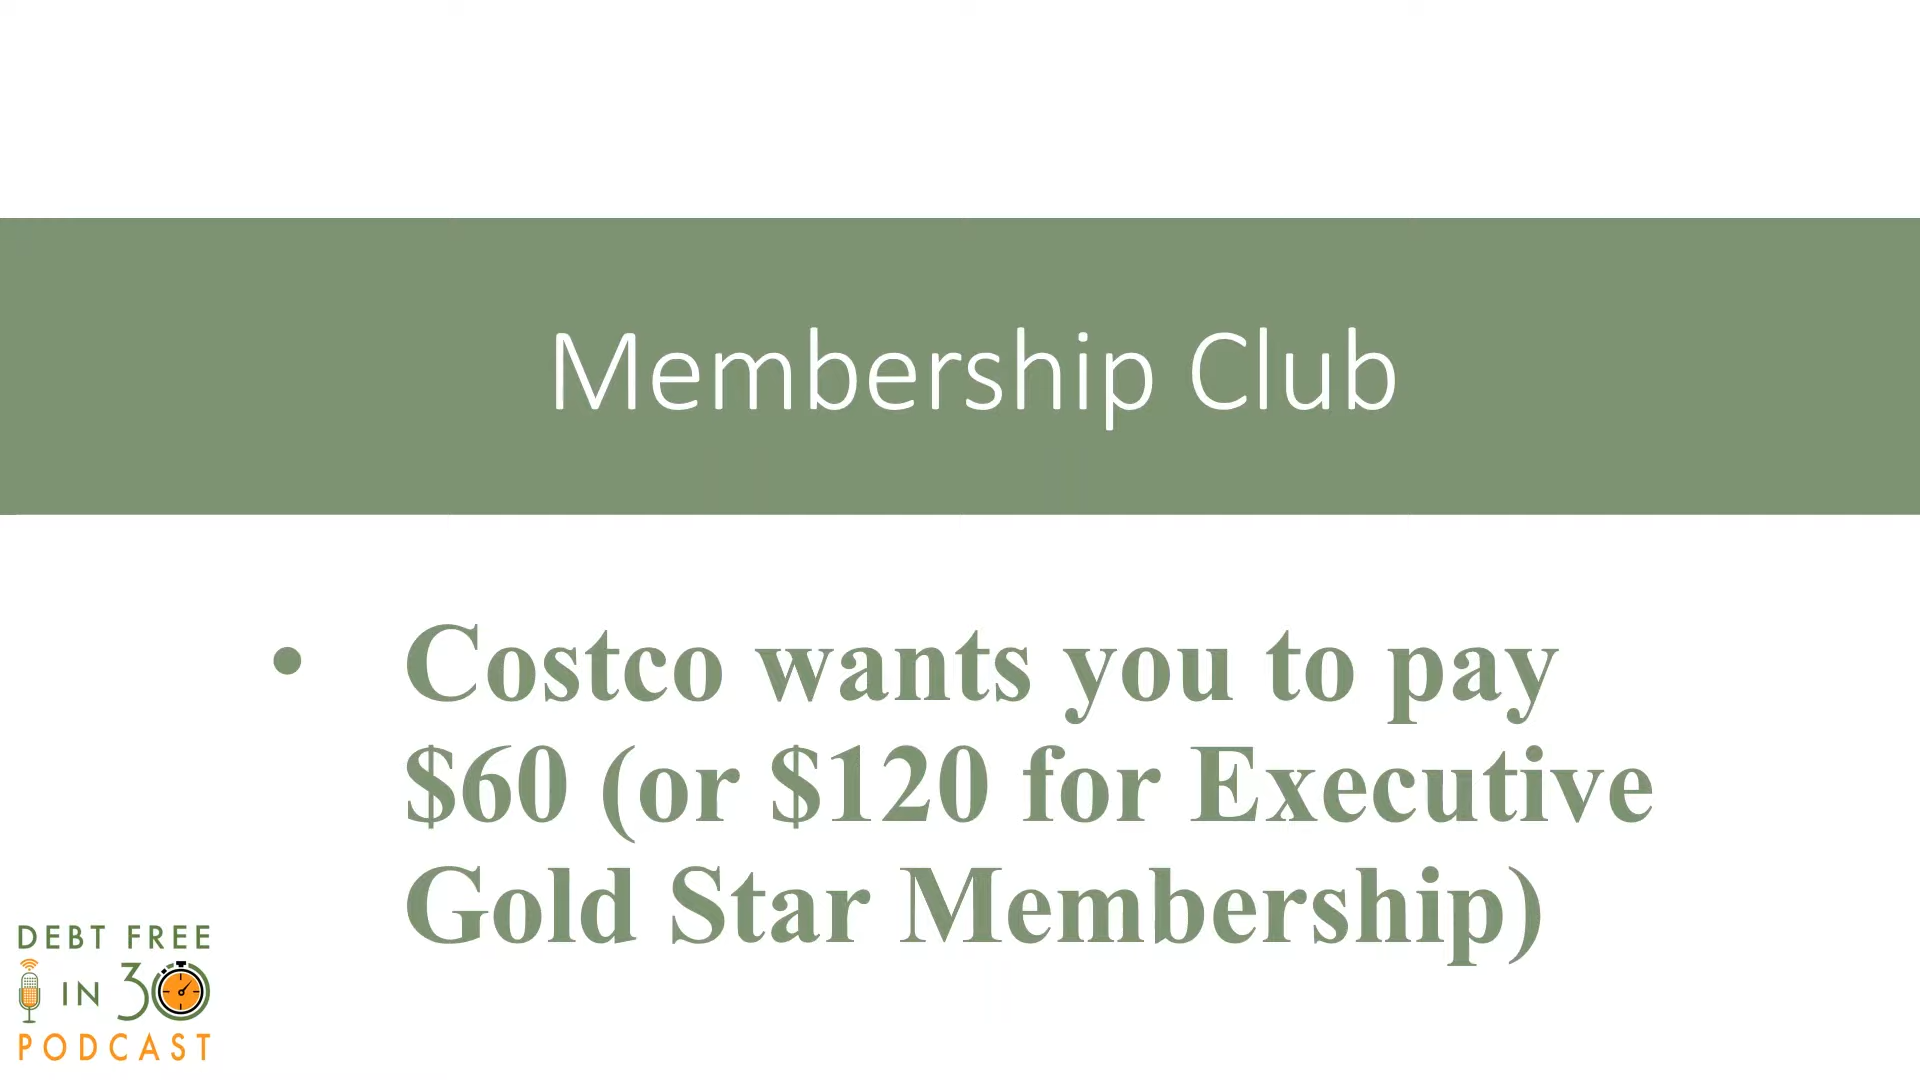 Membership Club
• Costco wants you to pay
$60 (or $120 for Executive
Gold Star Membership)
DEBT FREE
IN 30
PODCAST